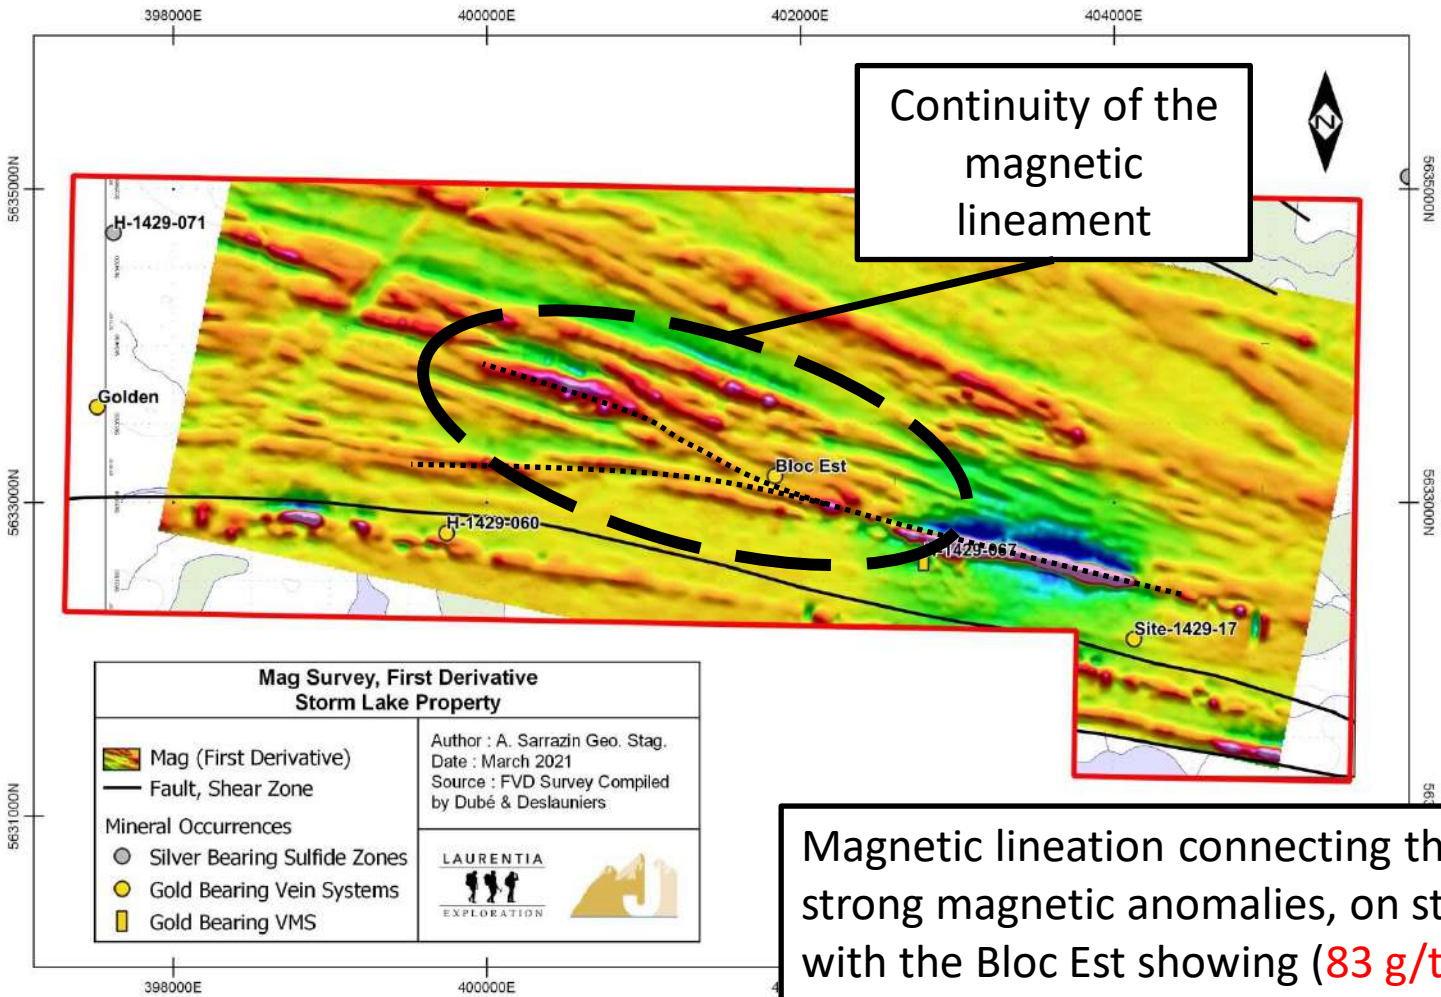 398000E
400000E
402000E
404000E
Continuity of the
magnetic
lineament
5635000N
5635000N
H-1429-071
Golden
Bloc Est
5633000N
5633000N
H-1429-060
-1429-067
Site-1429-17
Mag Survey, First Derivative
Storm Lake Property
Mag (First Derivative)
Fault, Shear Zone
Mineral Occurrences
Silver Bearing Sulfide Zones
Gold Bearing Vein Systems
Gold Bearing VMS
Author : A. Sarrazin Geo. Stag.
Date : March 2021
Source : FVD Survey Compiled
by Dubé & Deslauniers
LAURENTIA
EXPLORATION
J
5631000N
Magnetic lineation connecting th
strong magnetic anomalies, on st
with the Bloc Est showing (83 g/t
398000E
400000E